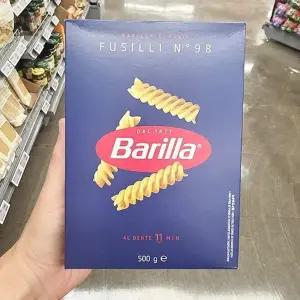 FUSILLI N° 98
DAL 1877
Barilla
AL DENTE 11 MIN
500 g ℮